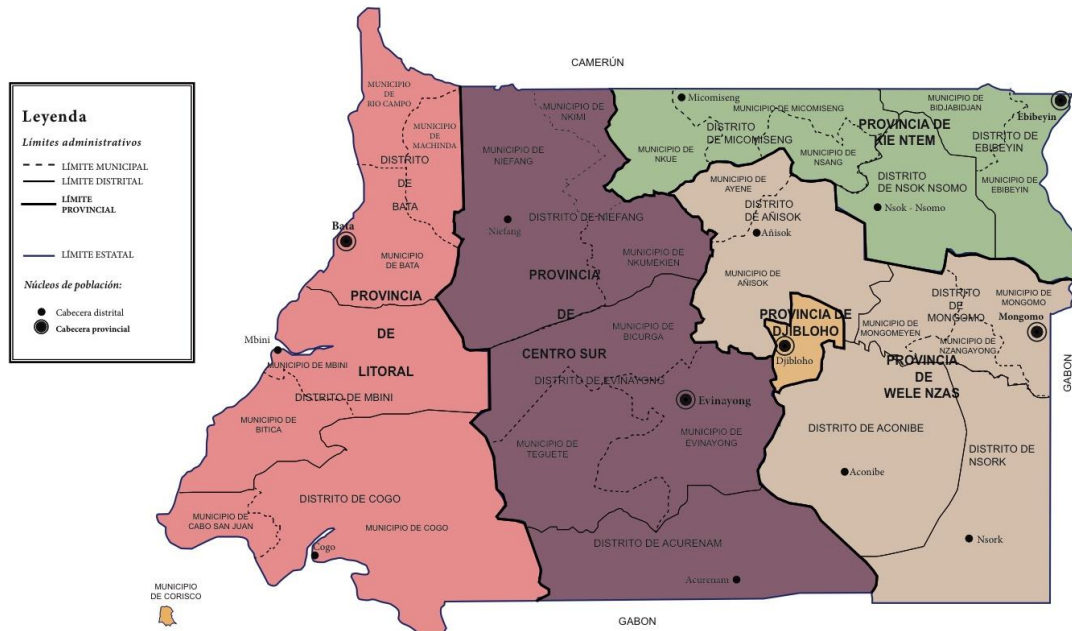 CAMERÚN
Leyenda
Límites administrativos
LÍMITE MUNICIPAL
LÍMITE DISTRITAL
LÍMITE
PROVINCIAL
LÍMITE ESTATAL
Núcleos de población:
Cabecera distrital
Cabecera provincial
MUNICIPIO
DE
RIO CAMPO
MUNICIPIO
DE
MACHINDA
DISTRITO
DE
BATA
Bata
MUNICIPIO
DE BATA
PROVINCIA
DE
LITORAL
Mbini
MUNICIPIO DE MBINI
DISTRITO DE MBINI
MUNICIPIO DE
BITICA
DISTRITO DE COGO
MUNICIPIO DE
CABO SAN JUAN
MUNICIPIO DE COGO
Cogo
MUNICIPIO
DE CORISCO
MUNICIPIO DE
NKIMI
MUNICIPIO DE
NIEFANG
DISTRITO DE NIEFANG
Niefang
MUNICIPIO DE
NKUMEKIEN
PROVINCIA
DE
CENTRO SUR
MUNICIPIO DE
BICURGA
DISTRITO DE EVINAYONG
Evinayong
MUNICIPIO DE
TEGUETE
MUNICIPIO DE
EVINAYONG
DISTRITO DE ACURENAM
Acurenam
Micomiseng
MUNICIPIO DE MICOMISENG
DISTRITO
DE MICOMISENG
MUNICIPIO DE
NKUE
MUNICIPIO DE
NSANG
PROVINCIA DE
KIE NTEM
MUNICIPIO DE
BIDJABIDJAN
Ebibeyin
DISTRITO DE
EBIBEYIN
MUNICIPIO DE
EBIBEYIN
DISTRITO
DE NSOK NSOMO
Nsok - Nsomo
MUNICIPIO DE
AYENE
DISTRITO
DE AÑISOK
Añisok
MUNICIPIO DE
AÑISOK
PROVINCIA DE
DJIBLOHO
Djibloho
DISTRITO
DE
MONGOMO
MUNICIPIO DE
MONGOMO
Mongomo
MUNICIPIO DE
MONGOMEYEN
MUNICIPIO DE
NZANGAYONG
PROVINCIA
DE
WELE NZAS
DISTRITO DE ACONIBE
Aconibe
DISTRITO DE
NSORK
Nsork
GABON
GABON